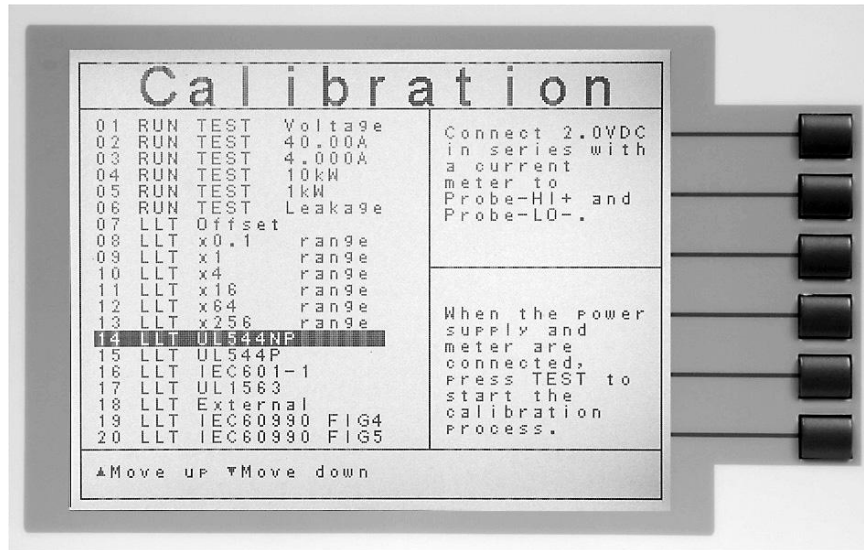 Calibration
01 RUN TEST Voltage
02 RUN TEST 40.00A
03 RUN TEST 4.000A
04 RUN TEST 10kW
05 RUN TEST 1kW
06 RUN TEST Leakage
07 LLT Offset
08 LLT x0.1 range
09 LLT x1 range
10 LLT x4 range
11 LLT x16 range
12 LLT x64 range
13 LLT x256 range
14 LLT UL544NP
15 LLT UL544P
16 LLT IEC601-1
17 LLT UL1563
18 LLT External
19 LLT IEC60990 FIG4
20 LLT IEC60990 FIG5
Connect 2.0VDC
in series with
a current
meter to
Probe-HI+ and
Probe-LO-.
When the power
supply and
meter are
connected,
press TEST to
start the
calibration
process.
▲Move up ▼Move down